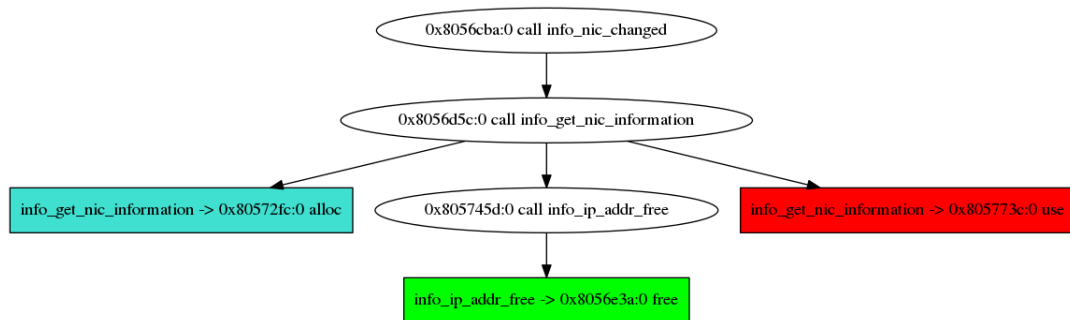 0x8056cba:0 call info_nic_changed
0x8056d5c:0 call info_get_nic_information
info_get_nic_information -> 0x80572fc:0 alloc
0x805745d:0 call info_ip_addr_free
info_get_nic_information -> 0x805773c:0 use
info_ip_addr_free -> 0x8056e3a:0 free